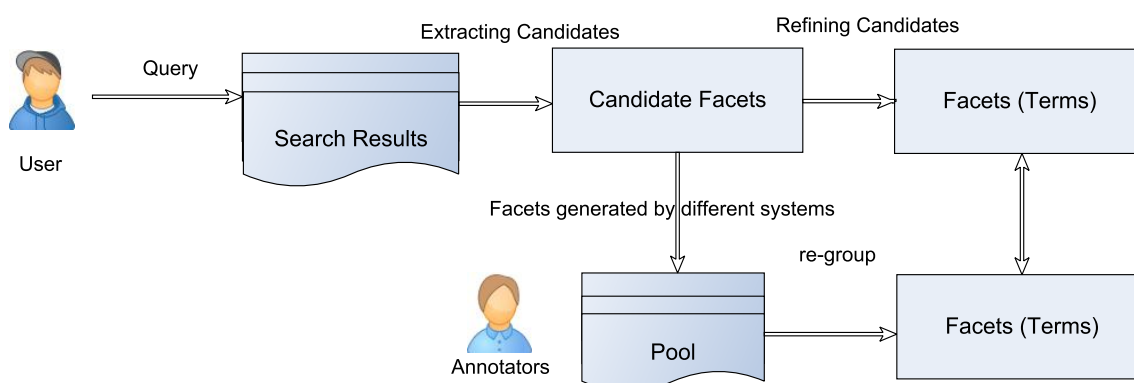 Extracting Candidates
Refining Candidates
Query
Search Results
Candidate Facets
Facets (Terms)
User
Facets generated by different systems
re-group
Annotators
Pool
Facets (Terms)